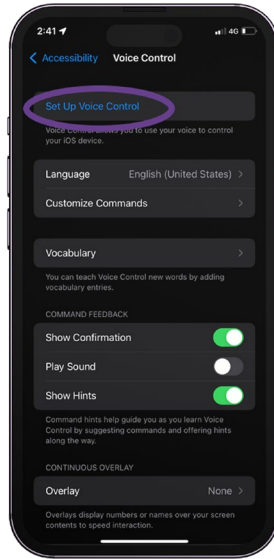 2:41 4G
Accessibility Voice Control
Set Up Voice Control
Voice Control allows you to use your voice to control
your iOS device.
Language English (United States)
Customize Commands
Vocabulary
You can teach Voice Control new words by adding
vocabulary entries.
COMMAND FEEDBACK
Show Confirmation
Play Sound
Show Hints
Command hints help guide you as you learn Voice
Control by suggesting commands and offering hints
along the way.
CONTINUOUS OVERLAY
Overlay None
Overlays display numbers or names over your screen
contents to speed interaction.